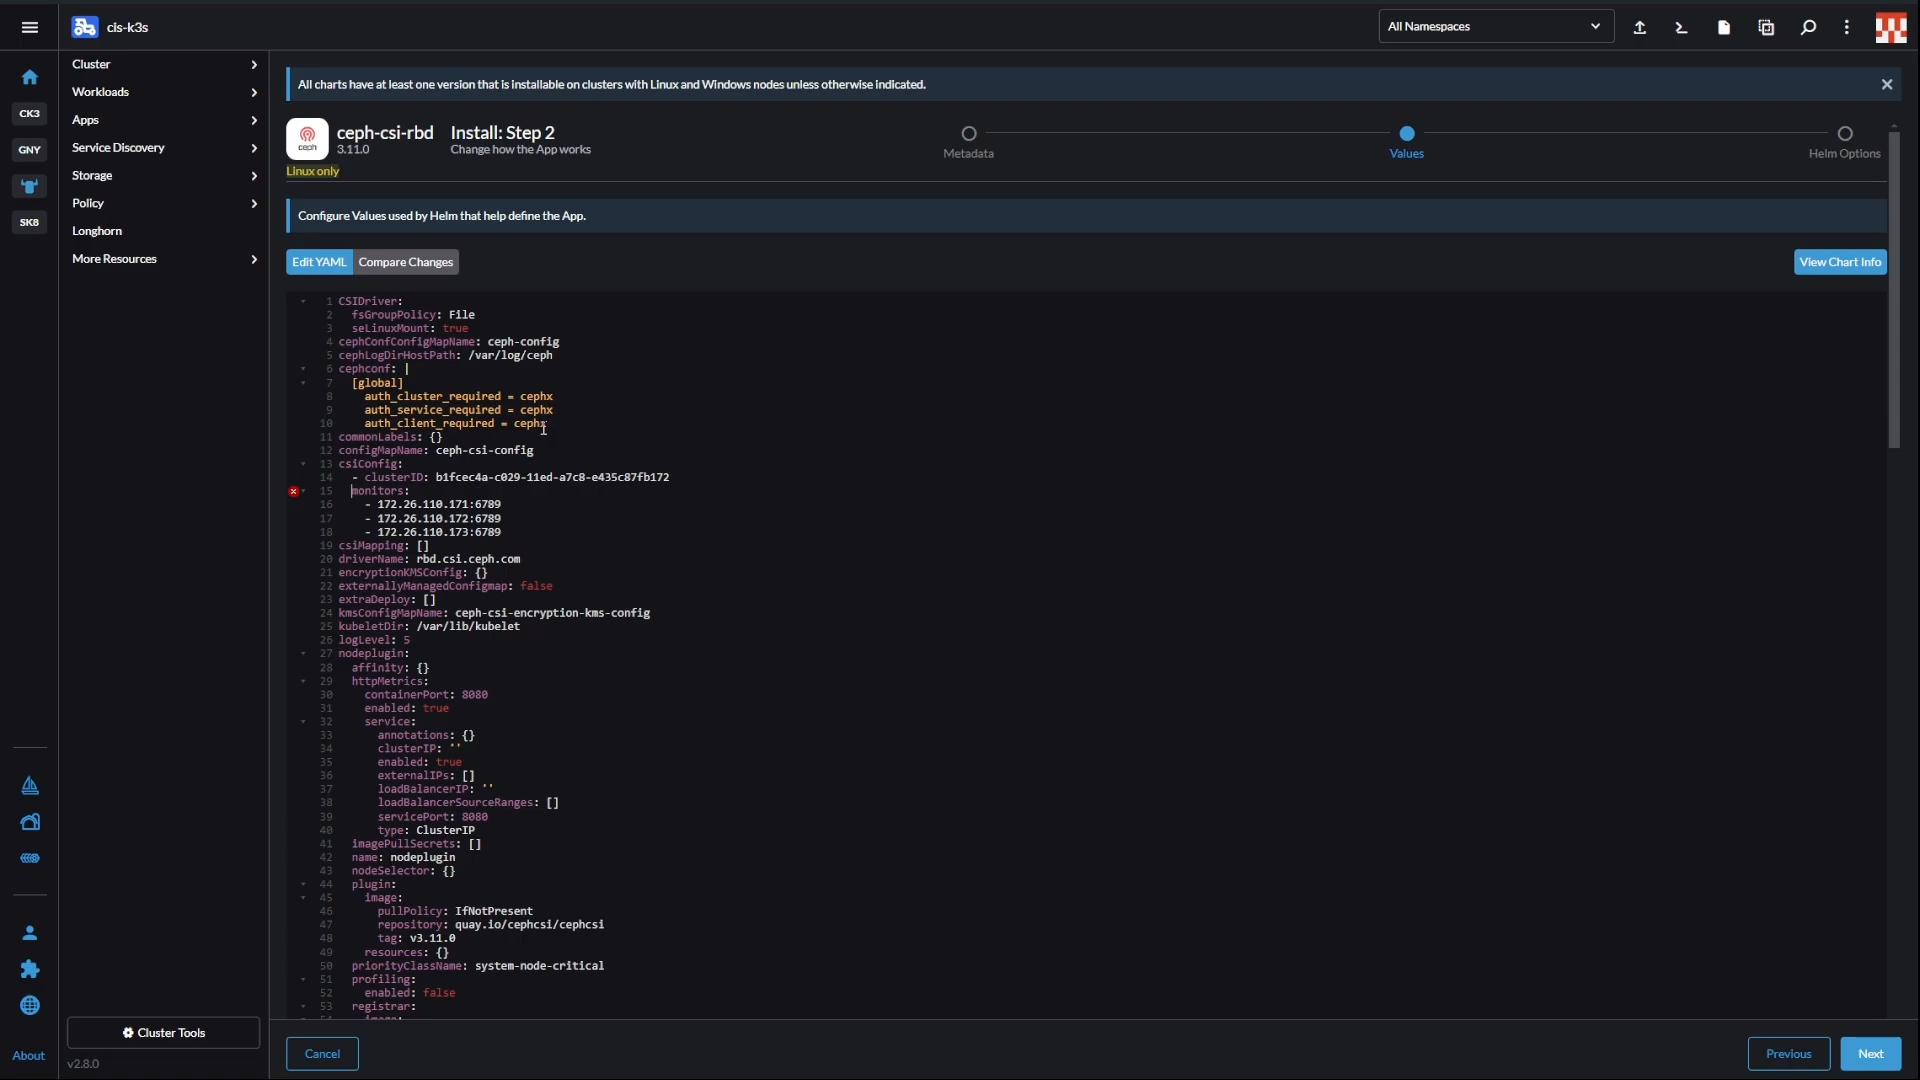 cis-k3s
All Namespaces
CK3
GNY
SK8
About
Cluster
Workloads
Apps
Service Discovery
Storage
Policy
Longhorn
More Resources
Cluster Tools
v2.8.0
All charts have at least one version that is installable on clusters with Linux and Windows nodes unless otherwise indicated.
ceph
ceph-csi-rbd
3.11.0
Linux only
Install: Step 2
Change how the App works
Metadata
Values
Helm Options
Configure Values used by Helm that help define the App.
Edit YAML
Compare Changes
View Chart Info
1 CSIDriver:
2 fsGroupPolicy: File
3 seLinuxMount: true
4 cephConfConfigMapName: ceph-config
5 cephLogDirHostPath: /var/log/ceph
6 cephconf: |
7 [global]
8 auth_cluster_required = cephx
9 auth_service_required = cephx
10 auth_client_required = cephx
11 commonLabels: {}
12 configMapName: ceph-csi-config
13 csiConfig:
14 - clusterID: b1fcec4a-c029-11ed-a7c8-e435c87fb172
15 monitors:
16 - 172.26.110.171:6789
17 - 172.26.110.172:6789
18 - 172.26.110.173:6789
19 csiMapping: []
20 driverName: rbd.csi.ceph.com
21 encryptionKMSConfig: {}
22 externallyManagedConfigmap: false
23 extraDeploy: []
24 kmsConfigMapName: ceph-csi-encryption-kms-config
25 kubeletDir: /var/lib/kubelet
26 logLevel: 5
27 nodeplugin:
28 affinity: {}
29 httpMetrics:
30 containerPort: 8080
31 enabled: true
32 service:
33 annotations: {}
34 clusterIP: ''
35 enabled: true
36 externalIPs: []
37 loadBalancerIP: ''
38 loadBalancerSourceRanges: []
39 servicePort: 8080
40 type: ClusterIP
41 imagePullSecrets: []
42 name: nodeplugin
43 nodeSelector: {}
44 plugin:
45 image:
46 pullPolicy: IfNotPresent
47 repository: quay.io/cephcsi/cephcsi
48 tag: v3.11.0
49 resources: {}
50 priorityClassName: system-node-critical
51 profiling:
52 enabled: false
53 registrar:
Cancel
Previous
Next